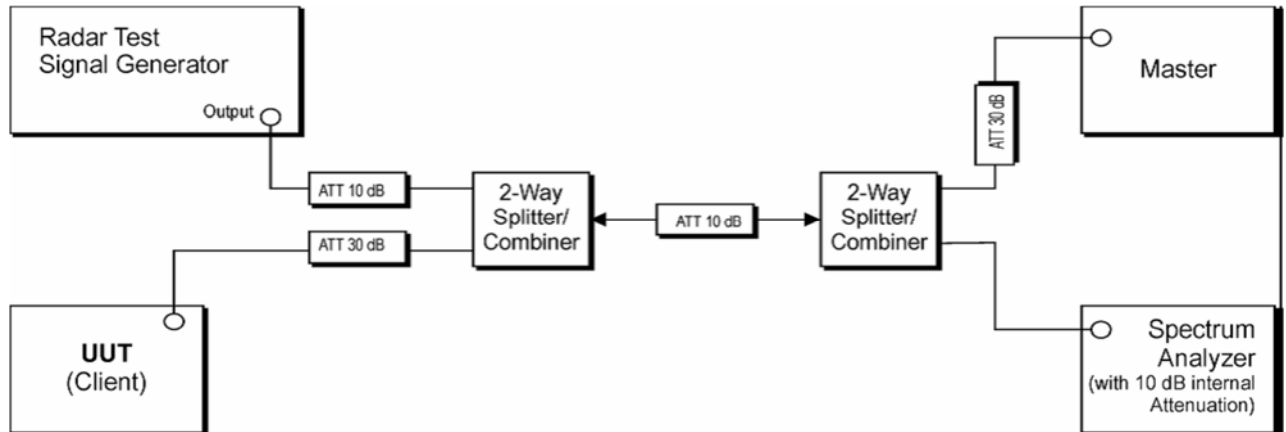 Radar Test
Signal Generator
Output
ATT 10 dB
ATT 30 dB
UUT
(Client)
2-Way
Splitter/
Combiner
ATT 10 dB
2-Way
Splitter/
Combiner
ATT 30 dB
Master
Spectrum
Analyzer
(with 10 dB internal
Attenuation)